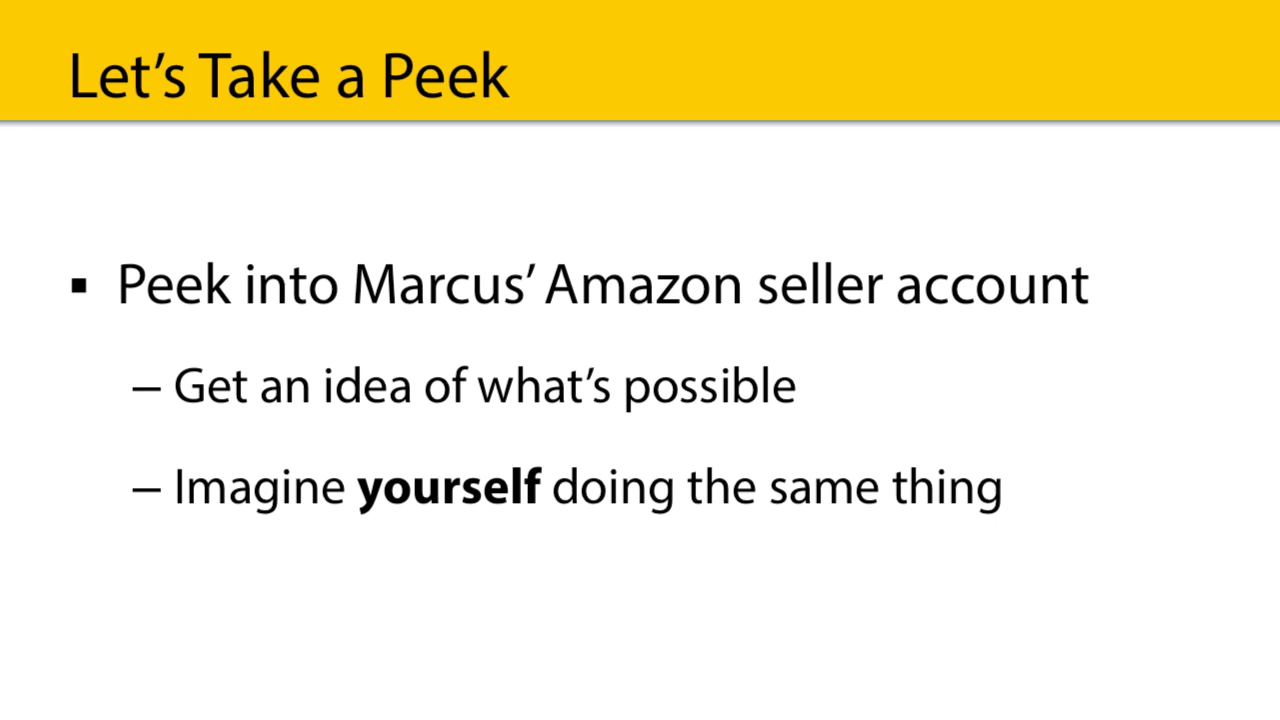 Let’s Take a Peek
▪ Peek into Marcus’ Amazon seller account
– Get an idea of what’s possible
– Imagine yourself doing the same thing